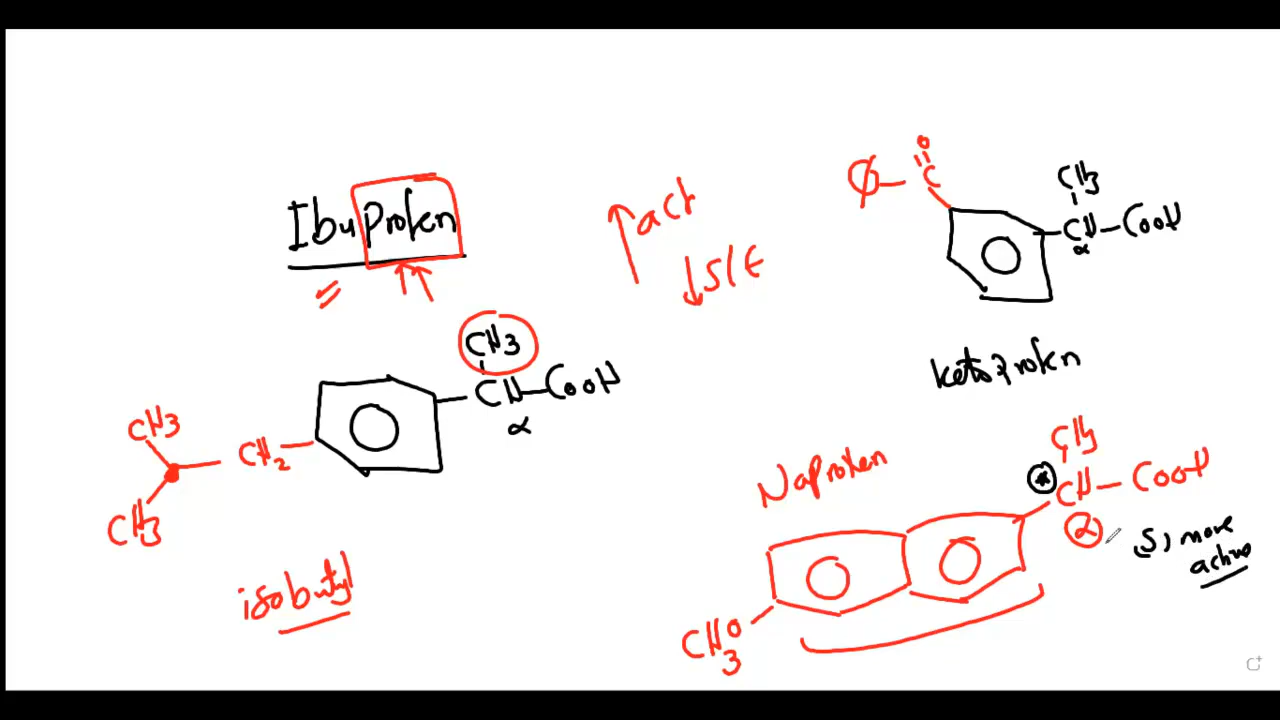 Ibuprofen
↑ act
↓ S/E
CH3
CH COOH
α
CH3
CH2
CH3
isobutyl
O
Ø C
CH3
CH COOH
α
Ketoprofen
Naproxen
CH3
* CH COOH
α
(S) more
active
CH3O